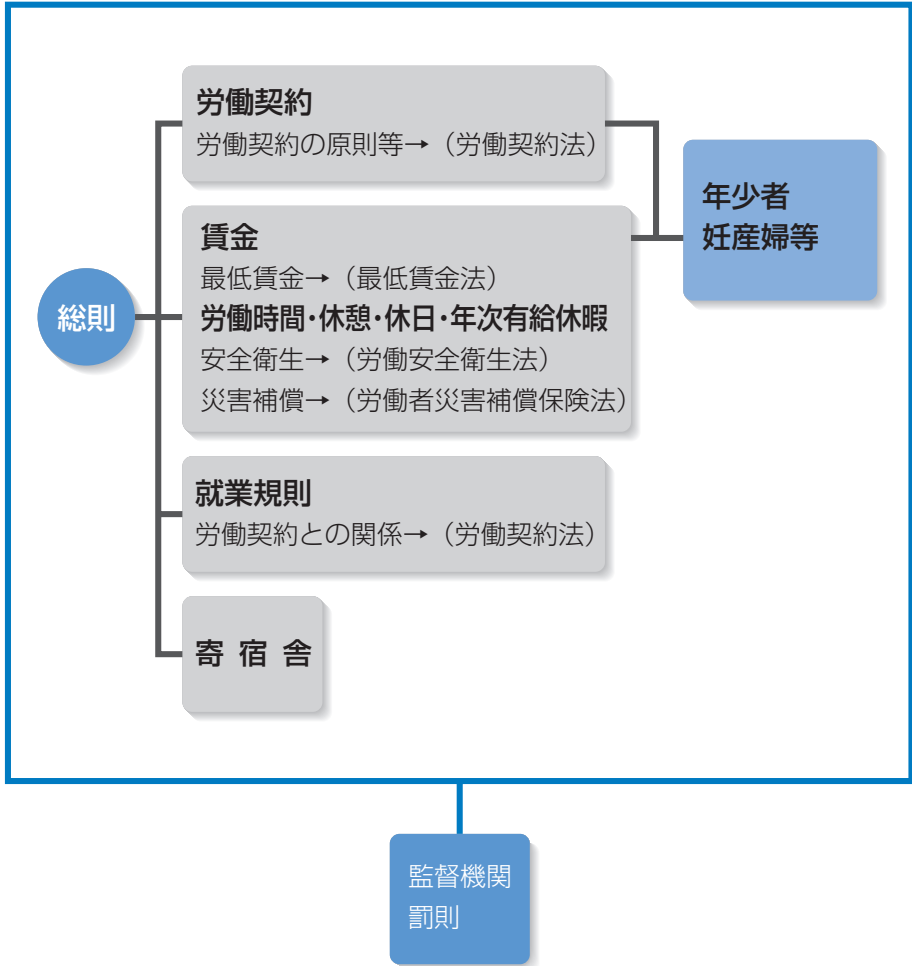 総則
労働契約
労働契約の原則等→(労働契約法)
賃金
最低賃金→(最低賃金法)
労働時間・休憩・休日・年次有給休暇
安全衛生→(労働安全衛生法)
災害補償→(労働者災害補償保険法)
就業規則
労働契約との関係→(労働契約法)
寄 宿 舎
年少者
妊産婦等
監督機関
罰則